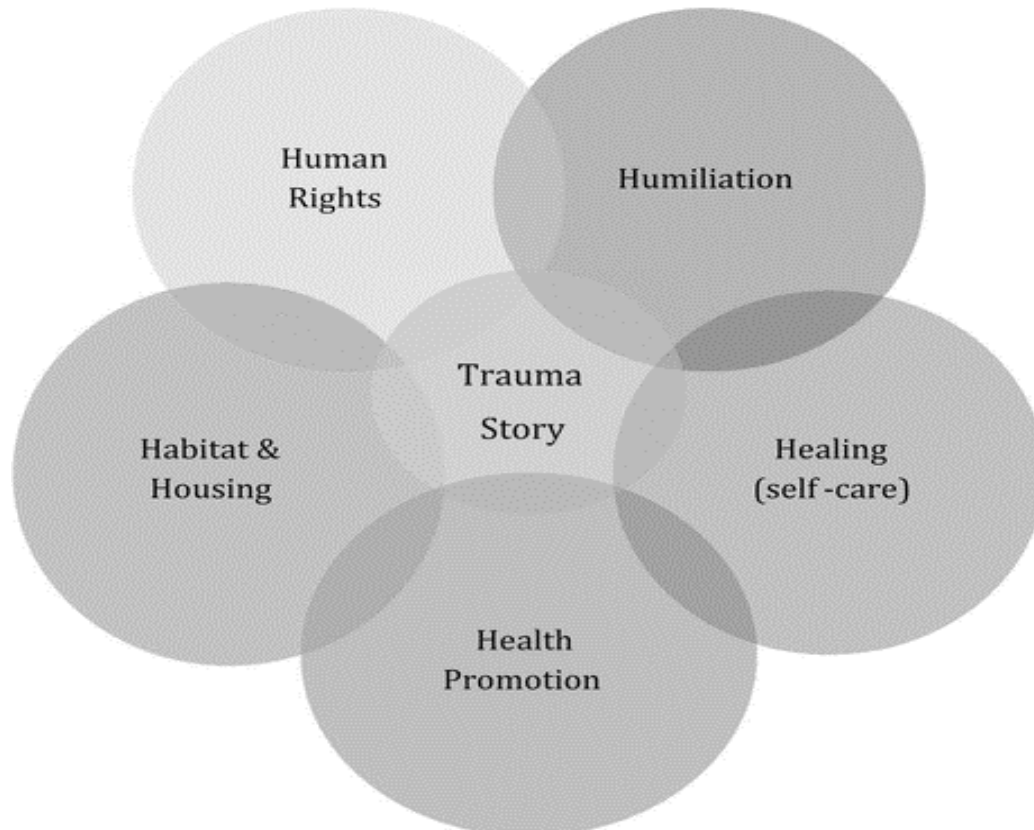 Human
Rights
Humiliation
Trauma
Story
Habitat &
Housing
Healing
(self -care)
Health
Promotion